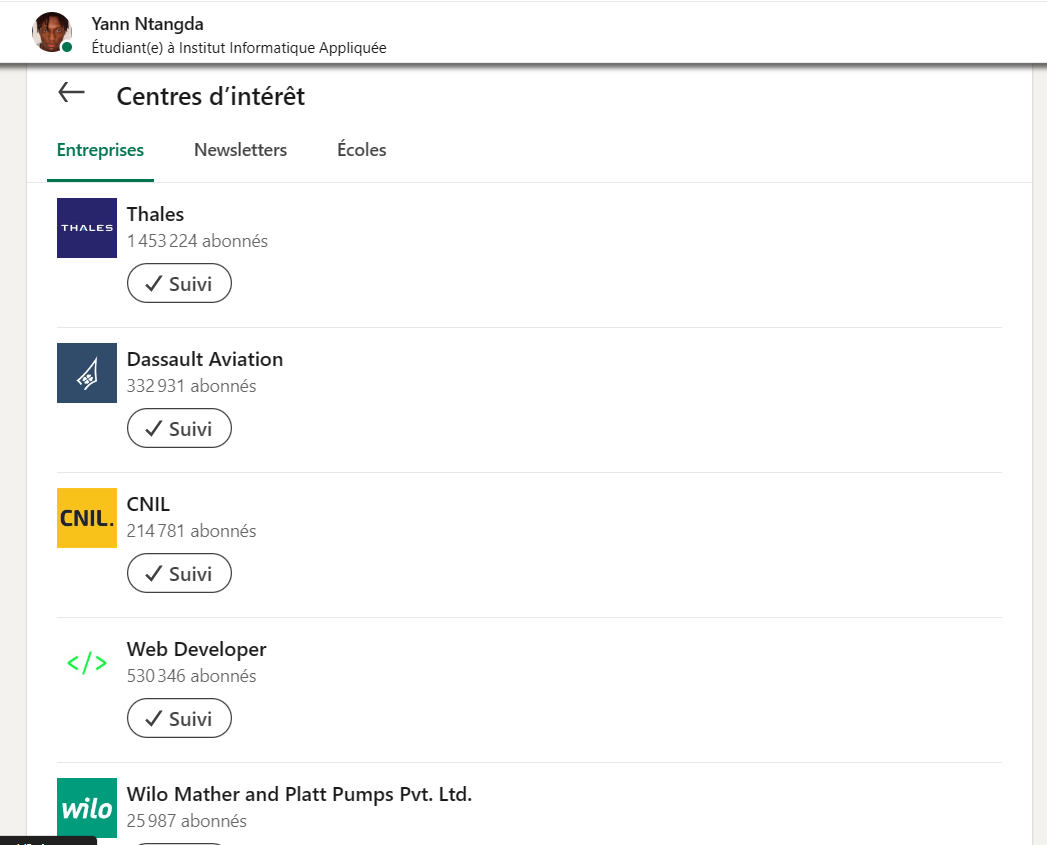 Yann Ntangda
Étudiant(e) à Institut Informatique Appliquée
Centres d’intérêt
Entreprises Newsletters Écoles
THALES
Thales
1 453 224 abonnés
Suivi
Dassault Aviation
332 931 abonnés
Suivi
CNIL.
CNIL
214 781 abonnés
Suivi
</>
Web Developer
530 346 abonnés
Suivi
wilo
Wilo Mather and Platt Pumps Pvt. Ltd.
25 987 abonnés